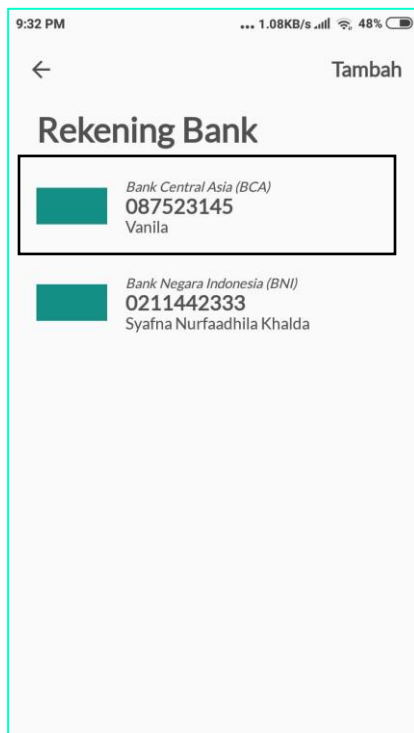 9:32 PM ... 1.08KB/s 48%
Tambah
Rekening Bank
Bank Central Asia (BCA)
087523145
Vanila
Bank Negara Indonesia (BNI)
0211442333
Syafna Nurfaadhila Khalda